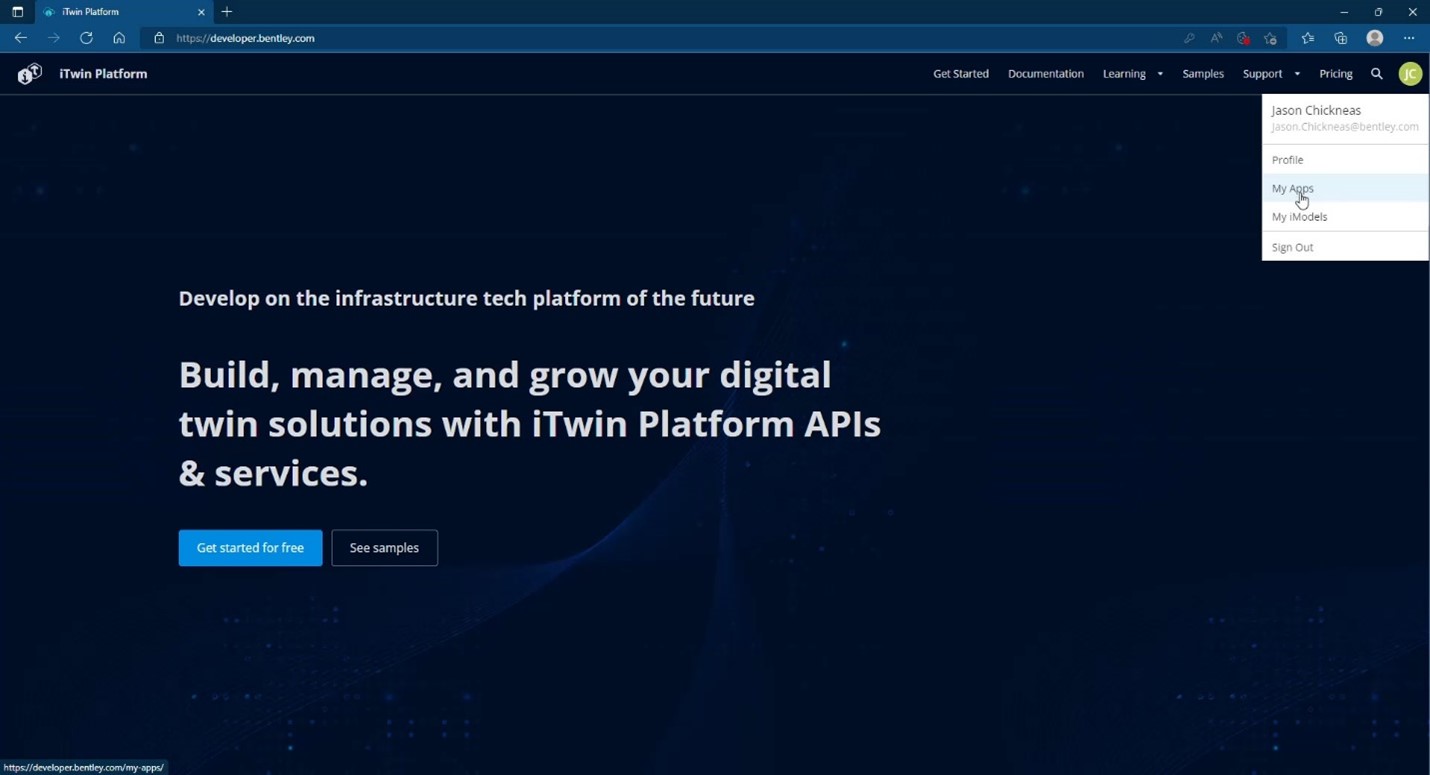 iTwin Platform
https://developer.bentley.com
iTwin Platform
Get Started Documentation Learning Samples Support Pricing JC
Jason Chickneas
Jason.Chickneas@bentley.com
Profile
My Apps
My iModels
Sign Out
Develop on the infrastructure tech platform of the future
Build, manage, and grow your digital
twin solutions with iTwin Platform APIs
& services.
Get started for free See samples
https://developer.bentley.com/my-apps/